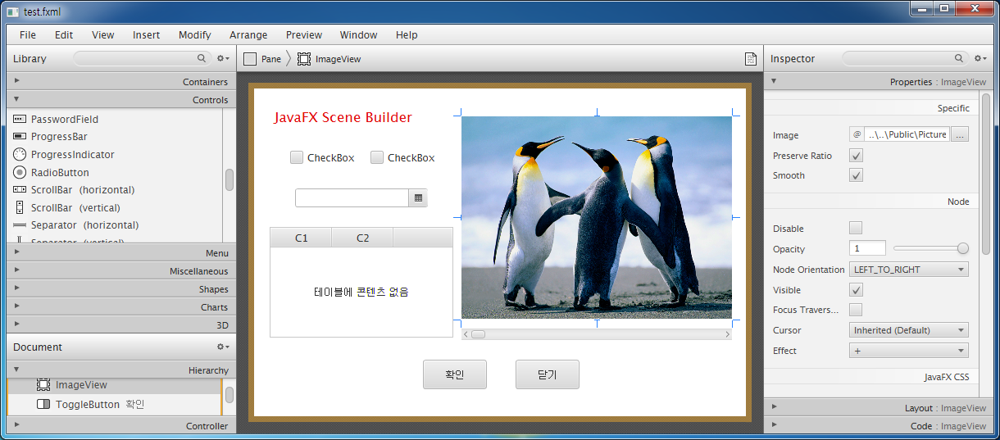 test.fxml
File Edit View Insert Modify Arrange Preview Window Help
Library
Containers
Controls
PasswordField
ProgressBar
ProgressIndicator
RadioButton
ScrollBar (horizontal)
ScrollBar (vertical)
Separator (horizontal)
Separator (vertical)
Menu
Miscellaneous
Shapes
Charts
3D
Document
Hierarchy
ImageView
ToggleButton 확인
Controller
Pane ImageView
JavaFX Scene Builder
CheckBox CheckBox
C1 C2
테이블에 콘텐츠 없음
확인 닫기
Inspector
Properties : ImageView
Specific
Image @ ..\..\Public\Picture ...
Preserve Ratio
Smooth
Node
Disable
Opacity 1
Node Orientation LEFT_TO_RIGHT
Visible
Focus Travers...
Cursor Inherited (Default)
Effect +
JavaFX CSS
Layout : ImageView
Code : ImageView